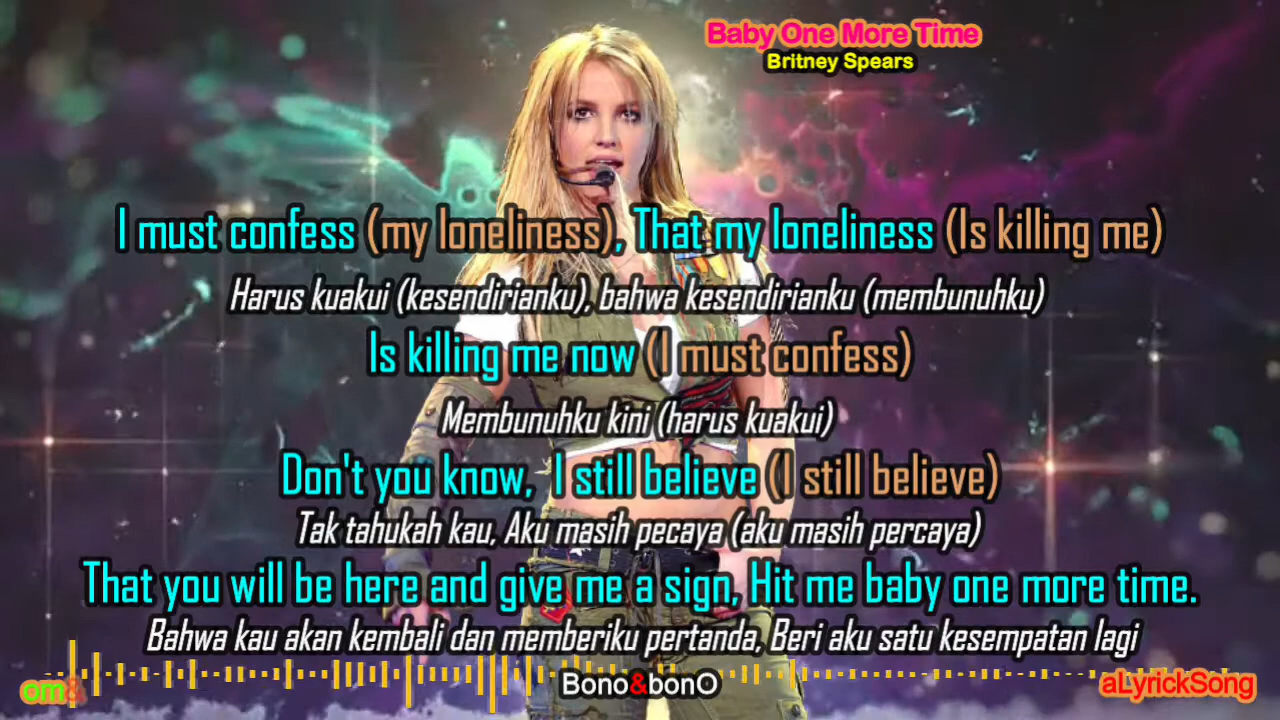 Baby One More Time
Britney Spears
I must confess (my loneliness), That my loneliness (Is killing me)
Harus kuakui (kesendirianku), bahwa kesendirianku (membunuhku)
Is killing me now (I must confess)
Membunuhku kini (harus kuakui)
Don't you know, I still believe (I still believe)
Tak tahukah kau, Aku masih pecaya (aku masih percaya)
That you will be here and give me a sign, Hit me baby one more time.
Bahwa kau akan kembali dan memberiku pertanda, Beri aku satu kesempatan lagi
om& Bono&bonO aLyrickSong